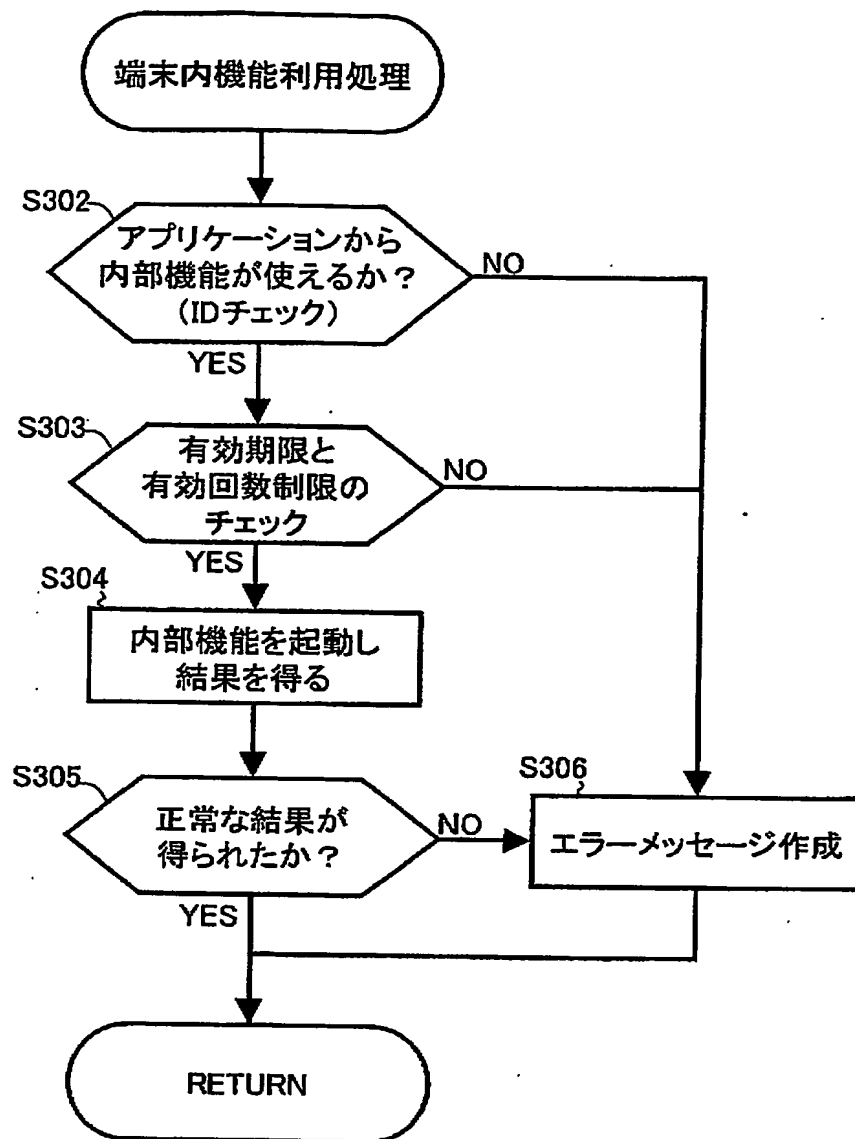 端末内機能利用処理
S302
アプリケーションから
内部機能が使えるか？
（IDチェック）
NO
YES
S303
有効期限と
有効回数制限の
チェック
NO
YES
S304
内部機能を起動し
結果を得る
S305
正常な結果が
得られたか？
NO
S306
エラーメッセージ作成
YES
RETURN